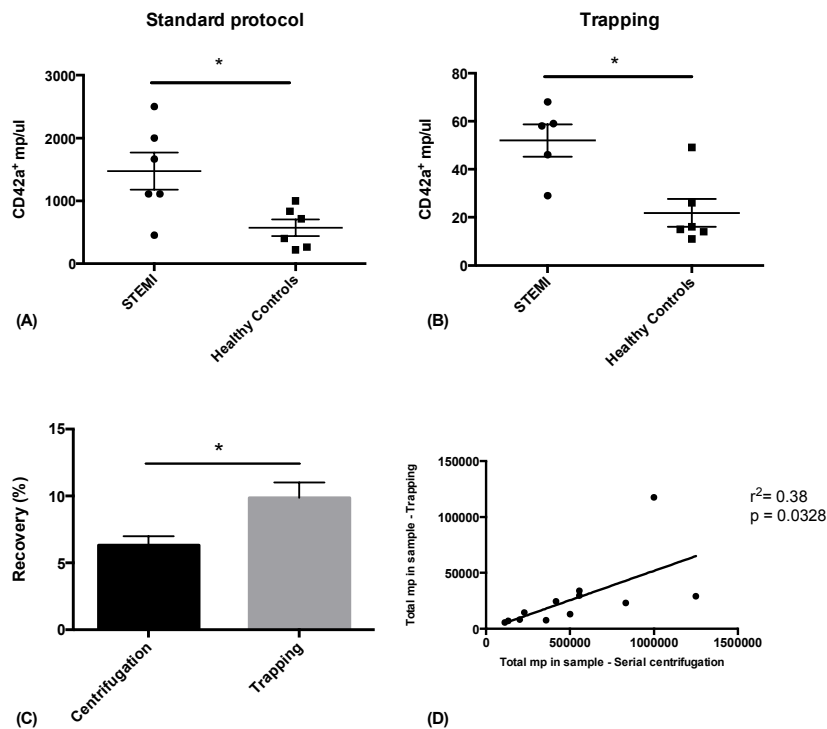 Standard protocol
*
3000
2000
1000
0
CD42a⁺ mp/ul
STEMI
Healthy Controls
(A)
Trapping
*
80
60
40
20
0
CD42a⁺ mp/ul
STEMI
Healthy Controls
(B)
*
15
10
5
0
Recovery (%)
Centrifugation
Trapping
(C)
150000
100000
50000
0
Total mp in sample - Trapping
0 500000 1000000 1500000
Total mp in sample - Serial centrifugation
r²= 0.38
p = 0.0328
(D)